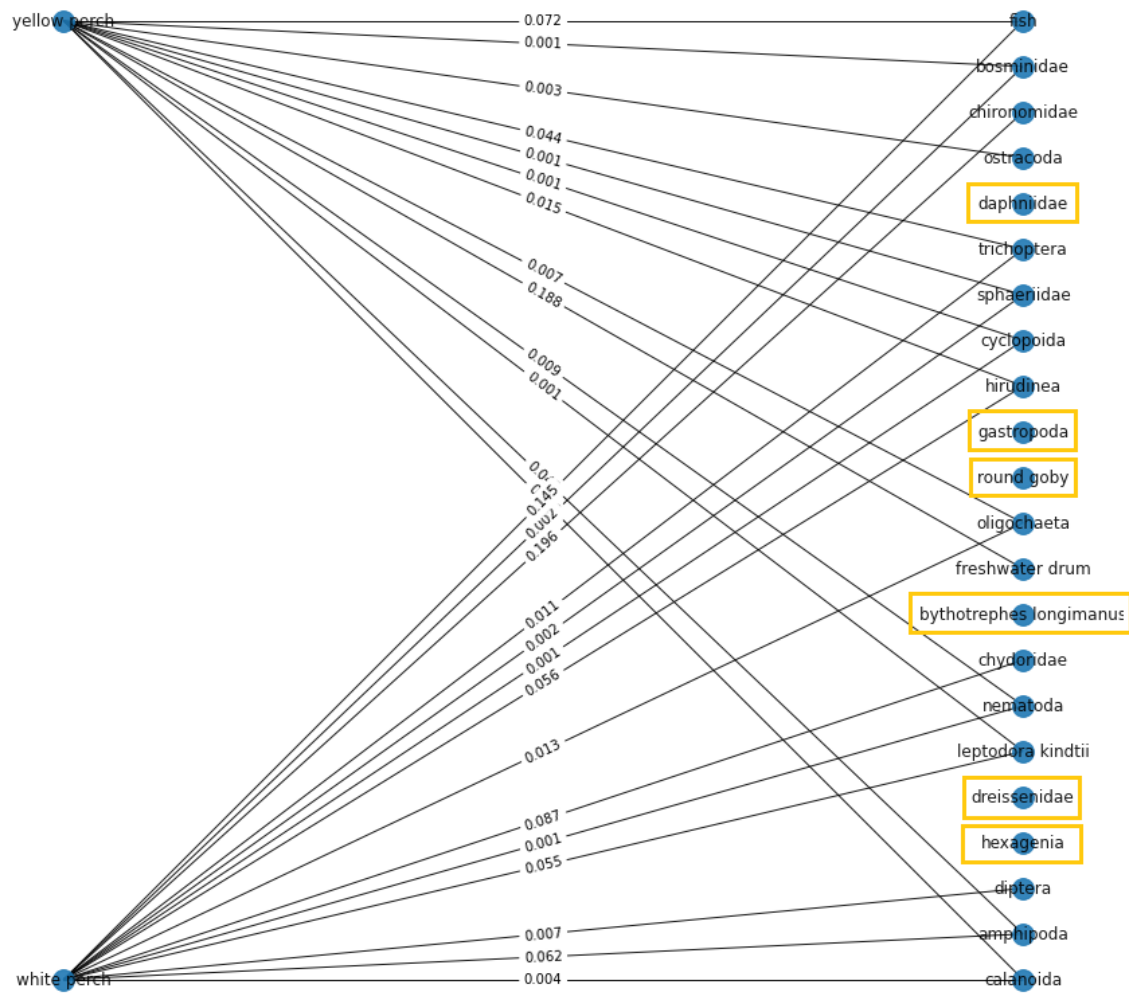 yellow perch
fish
0.072
0.001
bosminidae
0.003
chironomidae
0.044
ostracoda
0.001
0.001
daphniidae
0.015
trichoptera
0.007
0.188
sphaeriidae
cyclopoida
0.009
0.001
hirudinea
gastropoda
round goby
0.145
0.002
oligochaeta
0.196
freshwater drum
0.011
bythotrephes longimanus
0.002
0.001
chydoridae
0.056
nematoda
0.013
leptodora kindtii
dreissenidae
0.087
0.001
hexagenia
0.055
diptera
0.007
amphipoda
0.062
white perch
0.004
calanoida